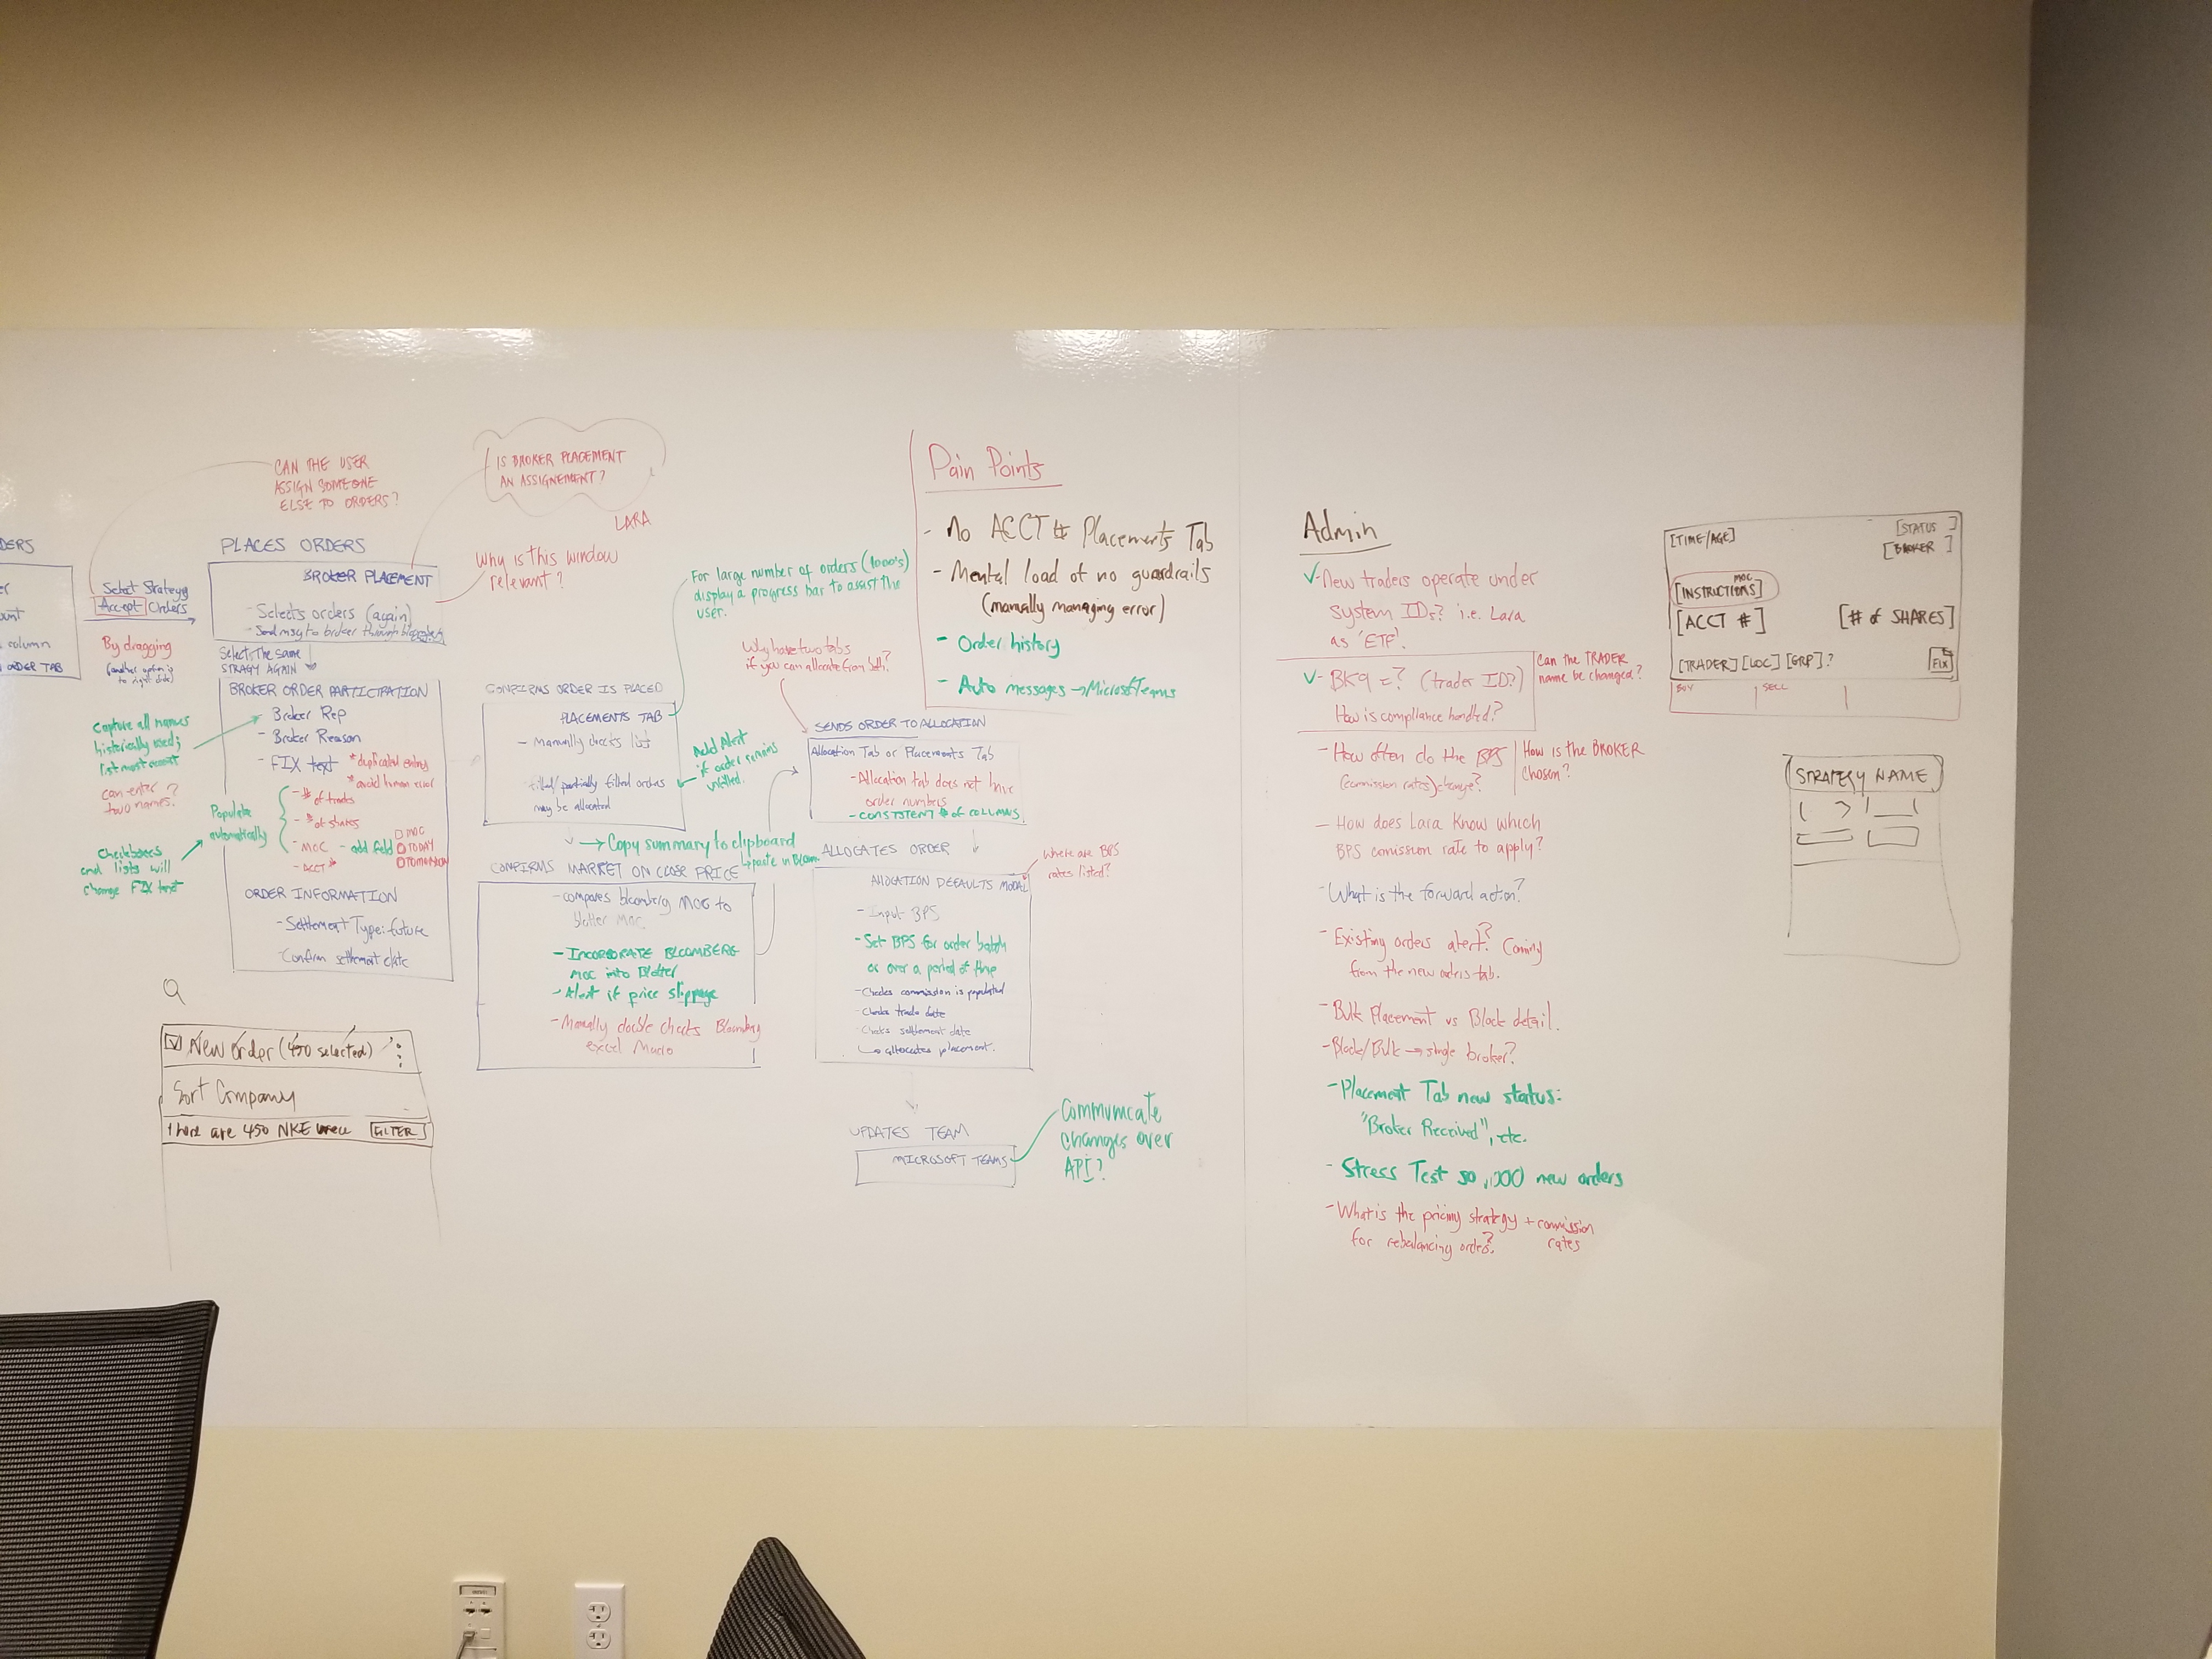 CAN THE USER
ASSIGN SOMEONE
ELSE TO ORDERS?
IS BROKER PLACEMENT
AN ASSIGNEMENT?
LARA
DERS
er
ount
column
ORDER TAB
Select Strategy
Accept Orders
By dragging
(another option is
to right click)
PLACES ORDERS
BROKER PLACEMENT
- Selects orders (again)
- Send msg to broker through
Why is this window
relevant?
Select The same
STRAGY AGAIN
BROKER ORDER PARTICIPATION
- Broker Rep
- Broker Reason
- FIX text
*duplicated entry
*avoid human error
- # of trades
- # of shares
- MOC - add field
MOC
TODAY
TOMORROW
- ACCT #
Capture all names
historically used;
list most recent
can enter
two names?
Populate
automatically
Checkboxes
and lists will
change FIX text
ORDER INFORMATION
- Settlement Type: future
- Confirm settlement date
New order (450 selected)
Sort Company
There are 450 NKE FILTER
For large number of orders (1000's)
display a progress bar to assist the
user.
CONFIRMS ORDER IS PLACED
PLACEMENTS TAB
- Manually checks list
filled/partially filled orders
may be allocated
Add Alert
if order remains
unfilled.
→ Copy summary to clipboard
↳ paste in Bloom
CONFIRMS MARKET ON CLOSE PRICE
- compares bloomberg MOC to
blotter MOC
- INCORPORATE BLOOMBERG
MOC into Blotter
- Alert if price slippage
- Manually double checks Bloomberg
excel Macro
Why have two tabs
if you can allocate from both?
SENDS ORDER TO ALLOCATION
Allocation Tab or Placements Tab
- Allocation tab does not have
order numbers
- CONSISTENT # OF COLUMNS
ALLOCATES ORDER
Where are BPS
rates listed?
ALLOCATION DEFAULTS MODAL
- Input BPS
- Set BPS for order batch
or over a period of time
- Checks commission is populated
- Checks trade date
- Checks settlement date
↳ allocates placement.
UPDATES TEAM
MICROSOFT TEAMS
Communicate
changes over
API?
Pain Points
- No ACCT # Placements Tab
- Mental load of no guardrails
(manually managing error)
- Order history
- Auto messages → Microsoft Teams
Admin
✓ - New traders operate under
system IDs? i.e. Lara
as 'ETF'.
✓ - BK9 = ? (trader ID?)
How is compliance handled?
Can the TRADER
name be changed?
- How often do the BPS
(commission rates) change?
How is the BROKER
chosen?
- How does Lara Know which
BPS comission rate to apply?
- What is the forward action?
- Existing orders alert? Coming
from the new orders tab.
- Bulk Placement vs Block detail.
- Block/Bulk → single broker?
- Placement Tab new status:
"Broker Received", etc.
- Stress Test 50,000 new orders
- What is the pricing strategy + commission
rates
for rebalancing orders?
[TIME/AGE]
[STATUS ]
[BROKER ]
MOC
[INSTRUCTIONS]
[ACCT #]
[# of SHARES]
[TRADER] [LOC] [GRP] ?
FIX
BUY
SELL
STRATEGY NAME